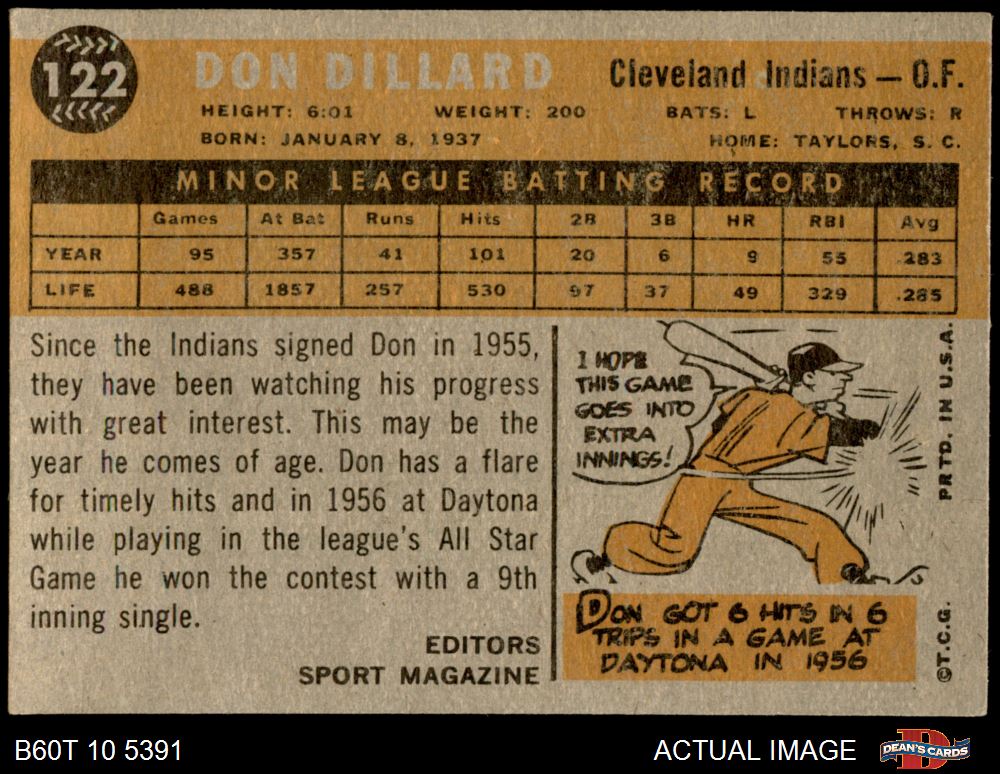 122
DON DILLARD
Cleveland Indians — O.F.
HEIGHT: 6:01 WEIGHT: 200 BATS: L THROWS: R
BORN: JANUARY 8, 1937 HOME: TAYLORS, S. C.
MINOR LEAGUE BATTING RECORD
Games At Bat Runs Hits 2B 3B HR RBI Avg
YEAR 95 357 41 101 20 6 9 55 .283
LIFE 488 1857 257 530 97 37 49 329 .285
Since the Indians signed Don in 1955,
they have been watching his progress
with great interest. This may be the
year he comes of age. Don has a flare
for timely hits and in 1956 at Daytona
while playing in the league's All Star
Game he won the contest with a 9th
inning single.
EDITORS
SPORT MAGAZINE
I HOPE
THIS GAME
GOES INTO
EXTRA
INNINGS!
DON GOT 6 HITS IN 6
TRIPS IN A GAME AT
DAYTONA IN 1956
©T.C.G. PRTD. IN U.S.A.
B60T 10 5391
ACTUAL IMAGE
DEAN'S CARDS